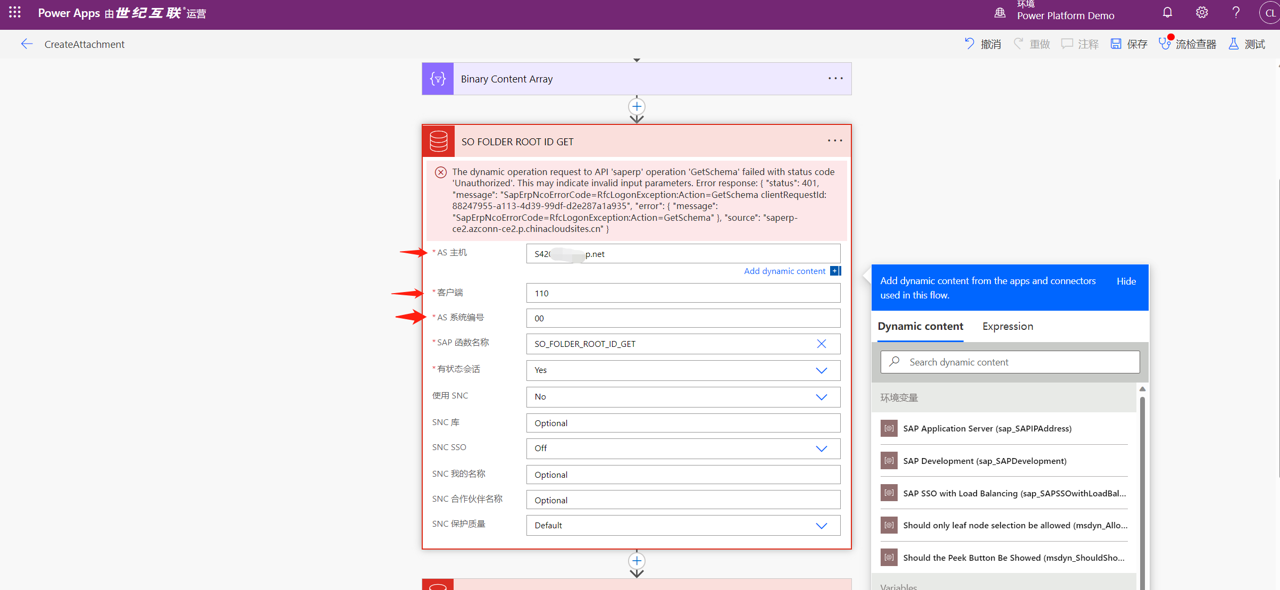 Power Apps 由世纪互联运营
环境
Power Platform Demo
CL
CreateAttachment
撤消
重做
注释
保存
流检查器
测试
Binary Content Array
SO FOLDER ROOT ID GET
The dynamic operation request to API 'saperp' operation 'GetSchema' failed with status code
'Unauthorized'. This may indicate invalid input parameters. Error response: { "status": 401,
"message": "SapErpNcoErrorCode=RfcLogonException:Action=GetSchema clientRequestId:
88247955-a113-4d39-99df-d2e287a1a935", "error": { "message":
"SapErpNcoErrorCode=RfcLogonException:Action=GetSchema" }, "source": "saperp-
ce2.azconn-ce2.p.chinacloudsites.cn" }
* AS 主机
S42 p.net
Add dynamic content
* 客户端
110
* AS 系统编号
00
* SAP 函数名称
SO_FOLDER_ROOT_ID_GET
* 有状态会话
Yes
使用 SNC
No
SNC 库
Optional
SNC SSO
Off
SNC 我的名称
Optional
SNC 合作伙伴名称
Optional
SNC 保护质量
Default
Add dynamic content from the apps and connectors
used in this flow.
Hide
Dynamic content
Expression
Search dynamic content
环境变量
SAP Application Server (sap_SAPIPAddress)
SAP Development (sap_SAPDevelopment)
SAP SSO with Load Balancing (sap_SAPSSOwithLoadBal...
Should only leaf node selection be allowed (msdyn_Allo...
Should the Peek Button Be Showed (msdyn_ShouldSho...
Variables